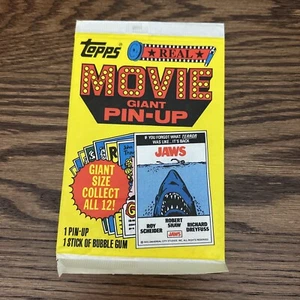 Topps
REAL
MOVIE
GIANT
PIN-UP
IF YOU FORGOT WHAT TERROR
WAS LIKE...IT'S BACK
JAWS
GIANT
SIZE
COLLECT
ALL 12!
ROY
SCHEIDER
ROBERT
SHAW
RICHARD
DREYFUSS
JAWS
1 PIN-UP
1 STICK OF BUBBLE GUM